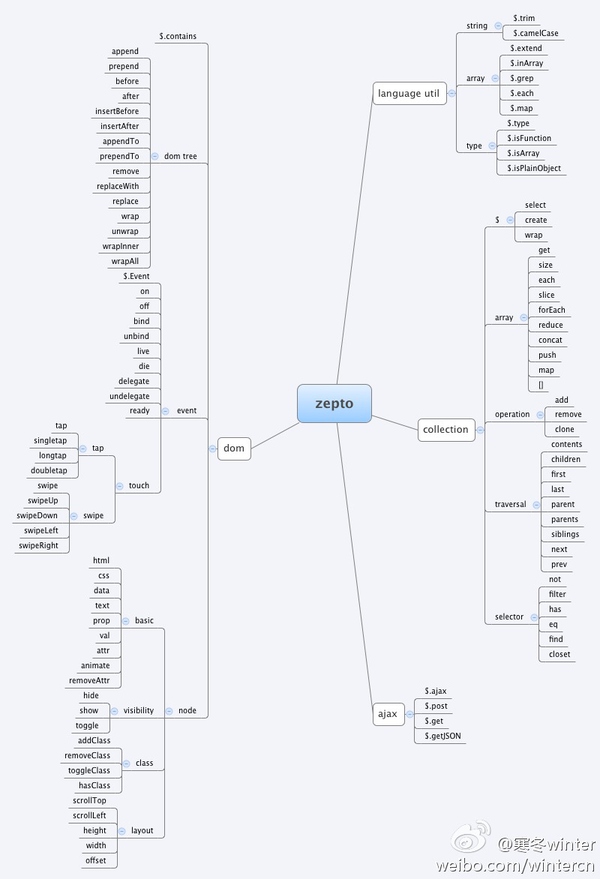 zepto
language util
string
$.trim
$.camelCase
array
$.extend
$.inArray
$.grep
$.each
$.map
type
$.type
$.isFunction
$.isArray
$.isPlainObject
collection
$
select
create
wrap
array
get
size
each
slice
forEach
reduce
concat
push
map
[]
operation
add
remove
clone
traversal
contents
children
first
last
parent
parents
siblings
next
prev
selector
not
filter
has
eq
find
closet
ajax
$.ajax
$.post
$.get
$.getJSON
dom
$.contains
dom tree
append
prepend
before
after
insertBefore
insertAfter
appendTo
prependTo
remove
replaceWith
replace
wrap
unwrap
wrapInner
wrapAll
event
$.Event
on
off
bind
unbind
live
die
delegate
undelegate
ready
touch
tap
tap
singletap
longtap
doubletap
swipe
swipe
swipeUp
swipeDown
swipeLeft
swipeRight
node
basic
html
css
data
text
prop
val
attr
animate
removeAttr
visibility
hide
show
toggle
class
addClass
removeClass
toggleClass
hasClass
layout
scrollTop
scrollLeft
height
width
offset
@寒冬winter
weibo.com/wintercn